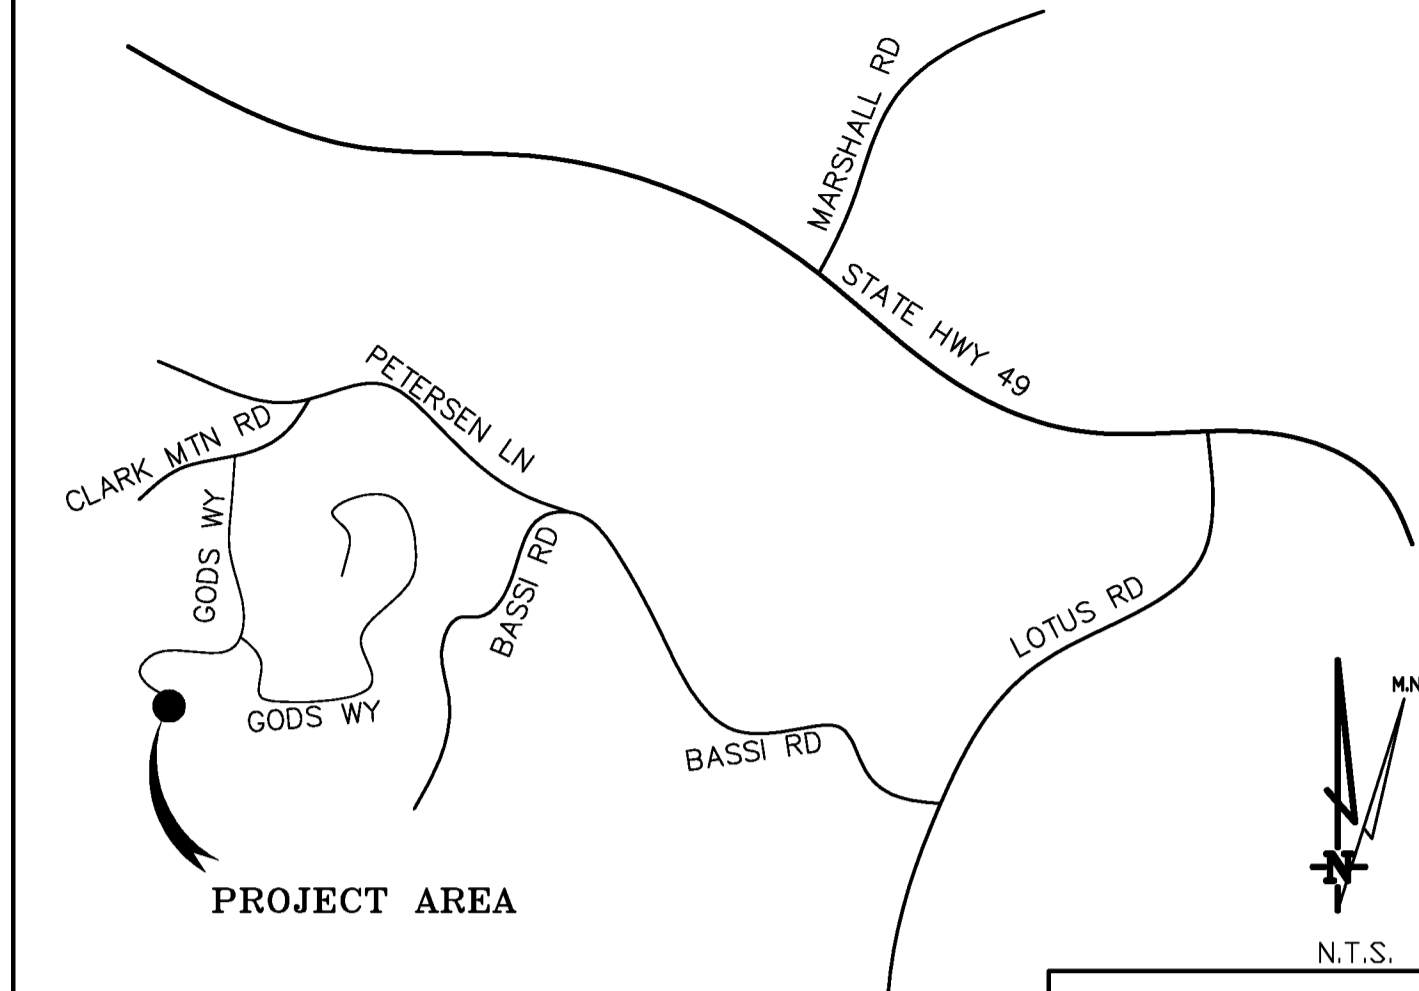 MARSHALL RD
STATE HWY 49
PETERSEN LN
CLARK MTN RD
GODS WY
BASSI RD
LOTUS RD
GODS WY
BASSI RD
M.N
N
PROJECT AREA
N.T.S.